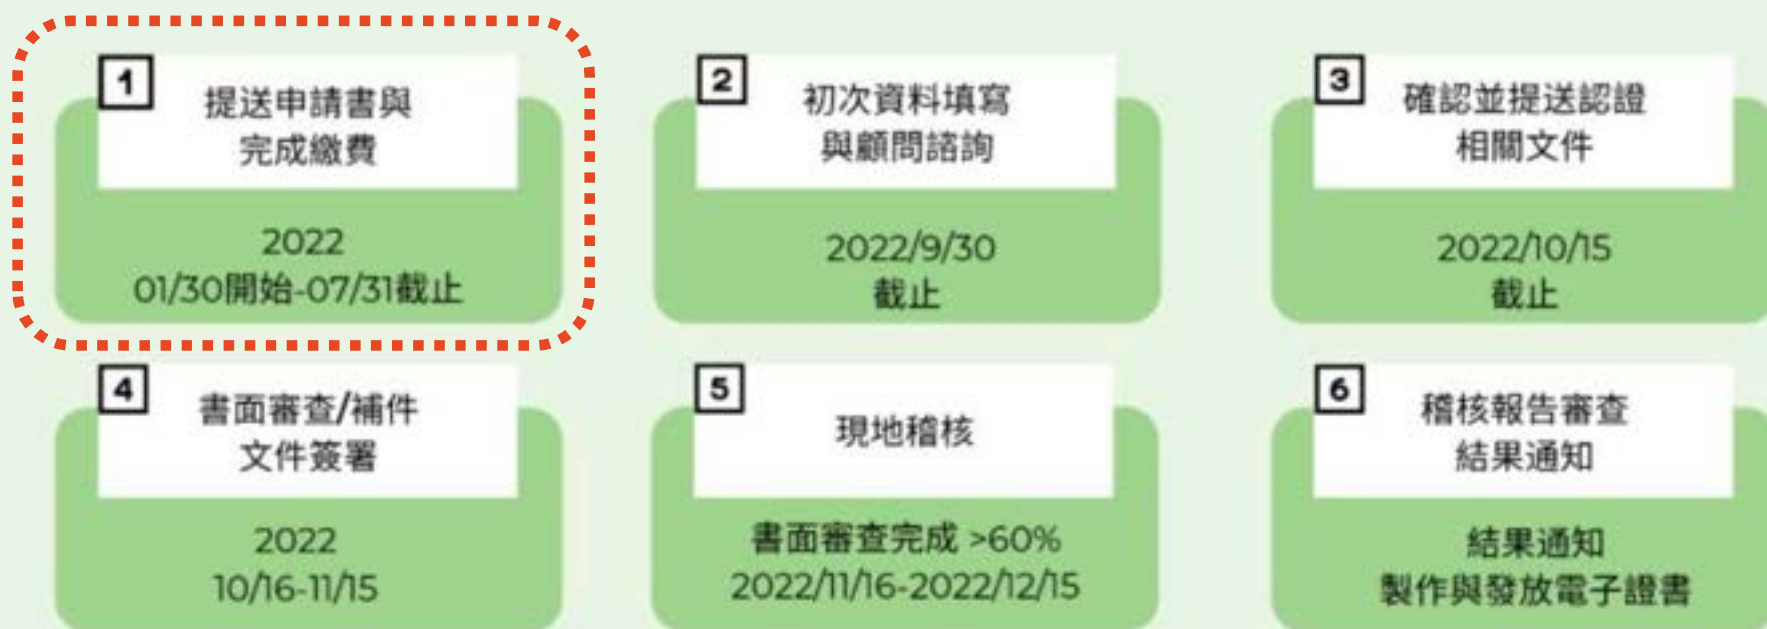 1
提送申請書與
完成繳費
2022
01/30開始-07/31截止
2
初次資料填寫
與顧問諮詢
2022/9/30
截止
3
確認並提送認證
相關文件
2022/10/15
截止
4
書面審查/補件
文件簽署
2022
10/16-11/15
5
現地稽核
書面審查完成 >60%
2022/11/16-2022/12/15
6
稽核報告審查
結果通知
結果通知
製作與發放電子證書